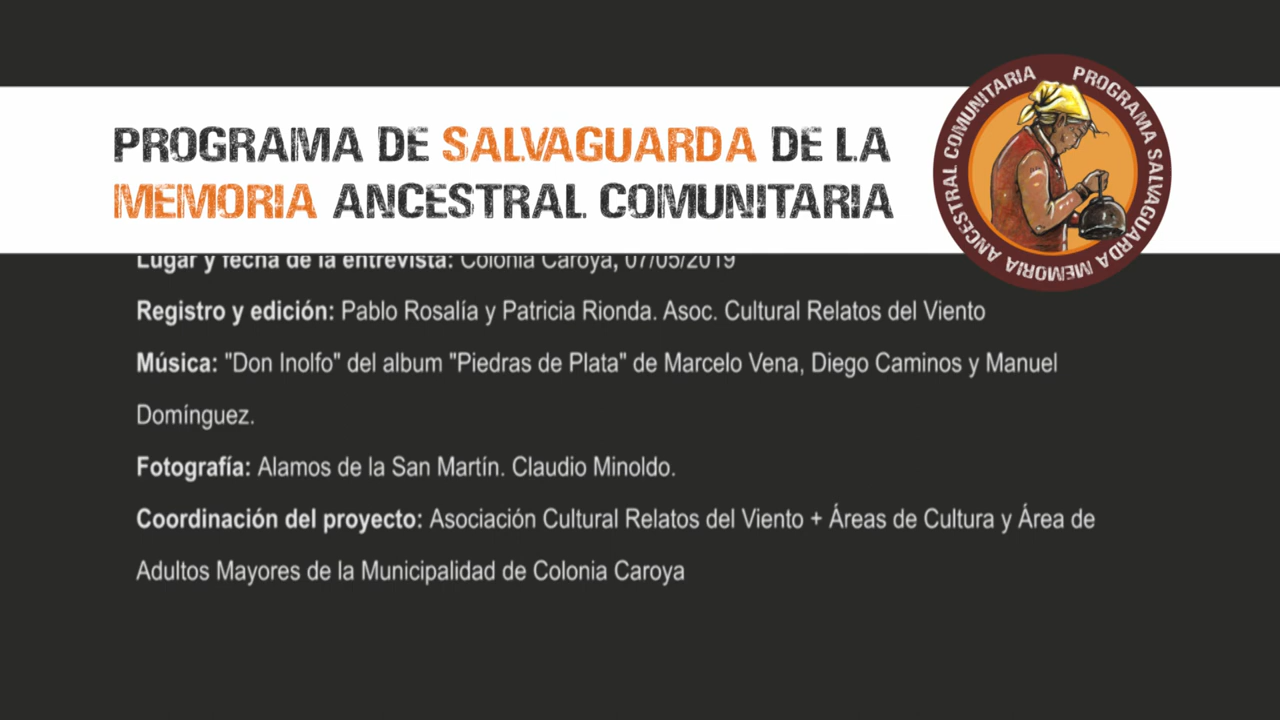 PROGRAMA DE SALVAGUARDA DE LA
MEMORIA ANCESTRAL COMUNITARIA
PROGRAMA SALVAGUARDA MEMORIA ANCESTRAL COMUNITARIA
Lugar y fecha de la entrevista: Colonia Caroya, 07/05/2019
Registro y edición: Pablo Rosalía y Patricia Rionda. Asoc. Cultural Relatos del Viento
Música: "Don Inolfo" del album "Piedras de Plata" de Marcelo Vena, Diego Caminos y Manuel
Domínguez.
Fotografía: Alamos de la San Martín. Claudio Minoldo.
Coordinación del proyecto: Asociación Cultural Relatos del Viento + Áreas de Cultura y Área de
Adultos Mayores de la Municipalidad de Colonia Caroya